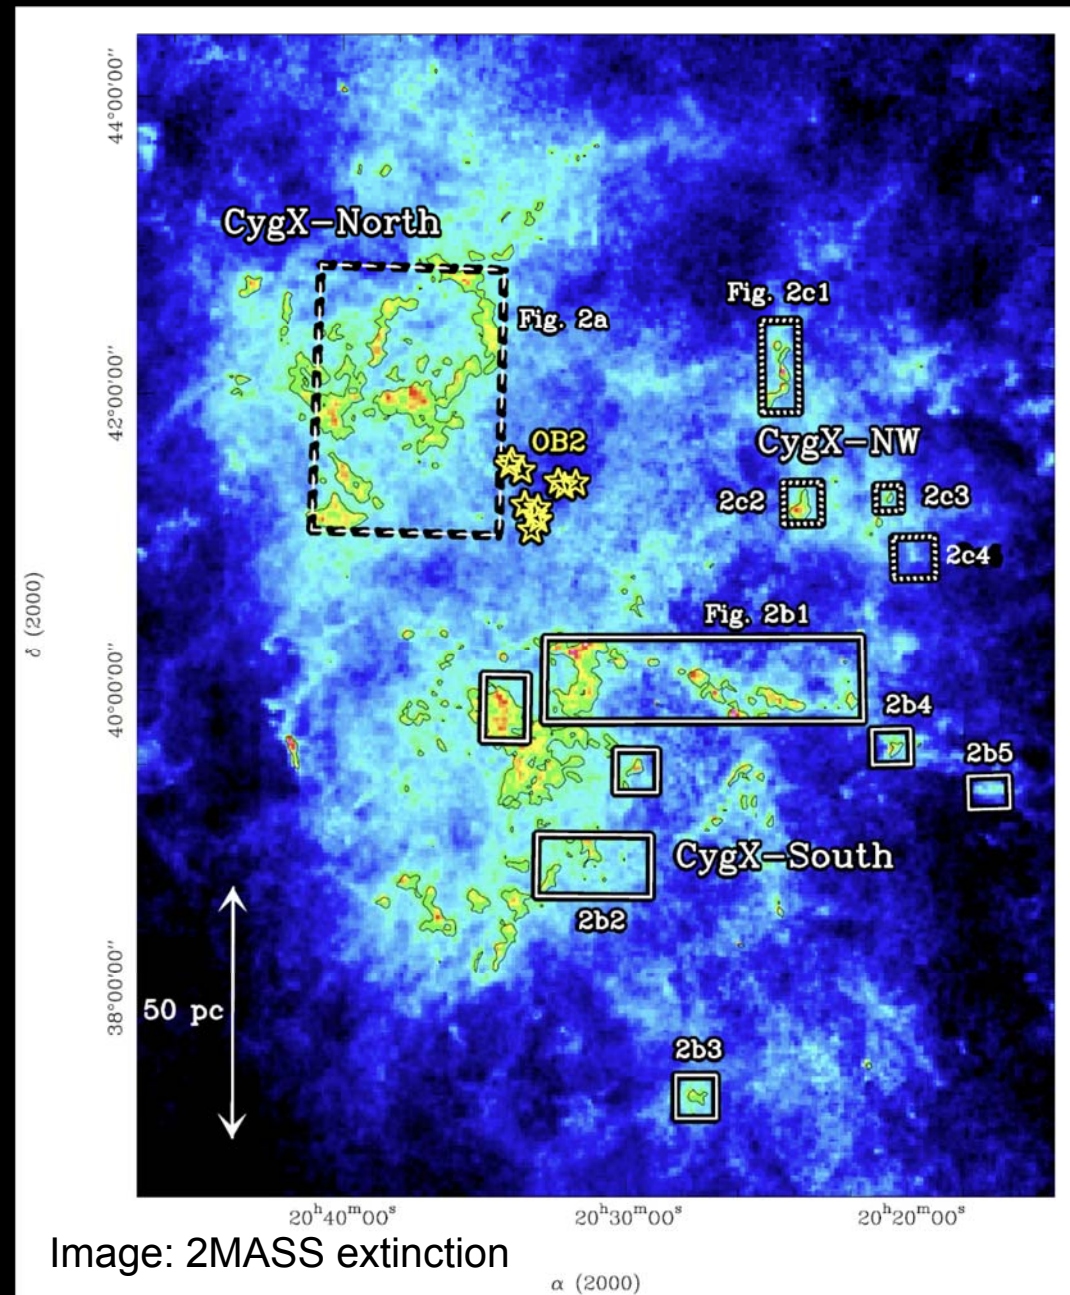 44°00′00″
CygX−North
Fig. 2c1
Fig. 2a
42°00′00″
OB2
CygX−NW
2c2
2c3
2c4
δ (2000)
Fig. 2b1
40°00′00″
2b4
2b5
CygX−South
2b2
38°00′00″
50 pc
2b3
20h40m00s
20h30m00s
20h20m00s
Image: 2MASS extinction
α (2000)